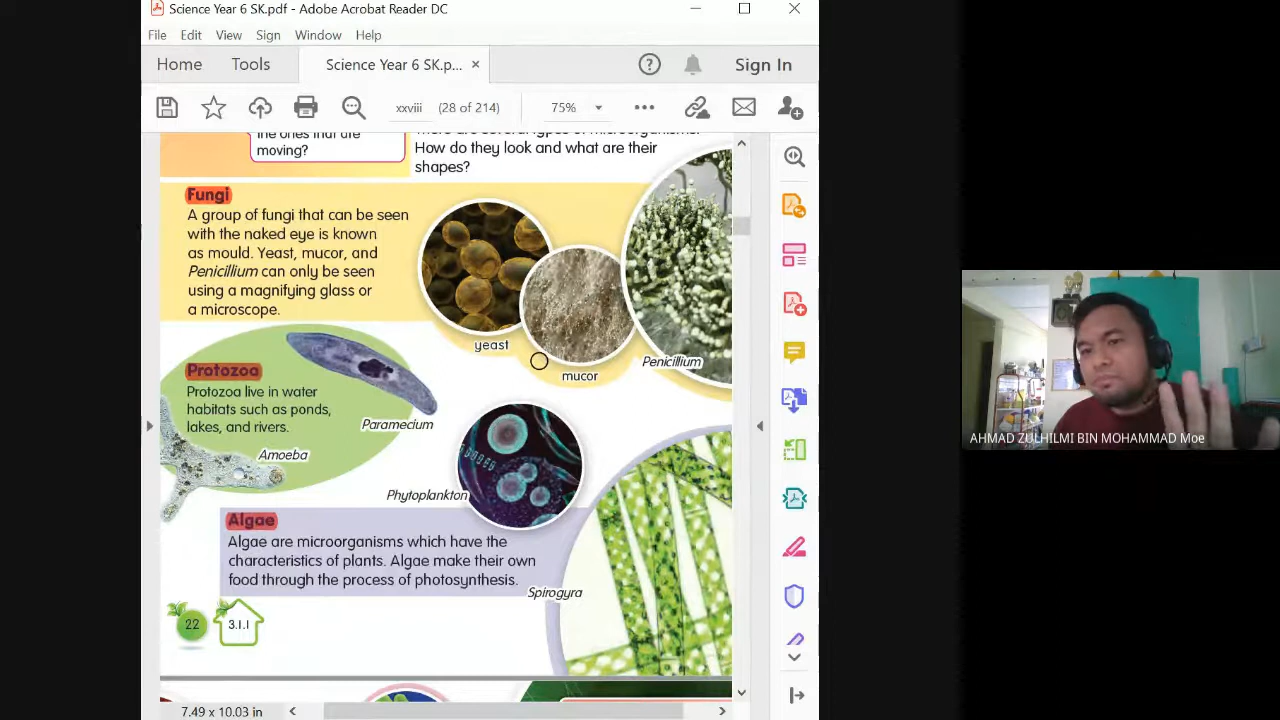 Science Year 6 SK.pdf - Adobe Acrobat Reader DC
File Edit View Sign Window Help
Home Tools Science Year 6 SK.p... × Sign In
xxviii (28 of 214) 75%
the ones that are
moving?
There are several types of microorganisms.
How do they look and what are their
shapes?
Fungi
A group of fungi that can be seen
with the naked eye is known
as mould. Yeast, mucor, and
Penicillium can only be seen
using a magnifying glass or
a microscope.
yeast
mucor
Penicillium
Protozoa
Protozoa live in water
habitats such as ponds,
lakes, and rivers.
Paramecium
Amoeba
Phytoplankton
Algae
Algae are microorganisms which have the
characteristics of plants. Algae make their own
food through the process of photosynthesis.
Spirogyra
22
3.1.1
7.49 x 10.03 in
AHMAD ZULHILMI BIN MOHAMMAD Moe